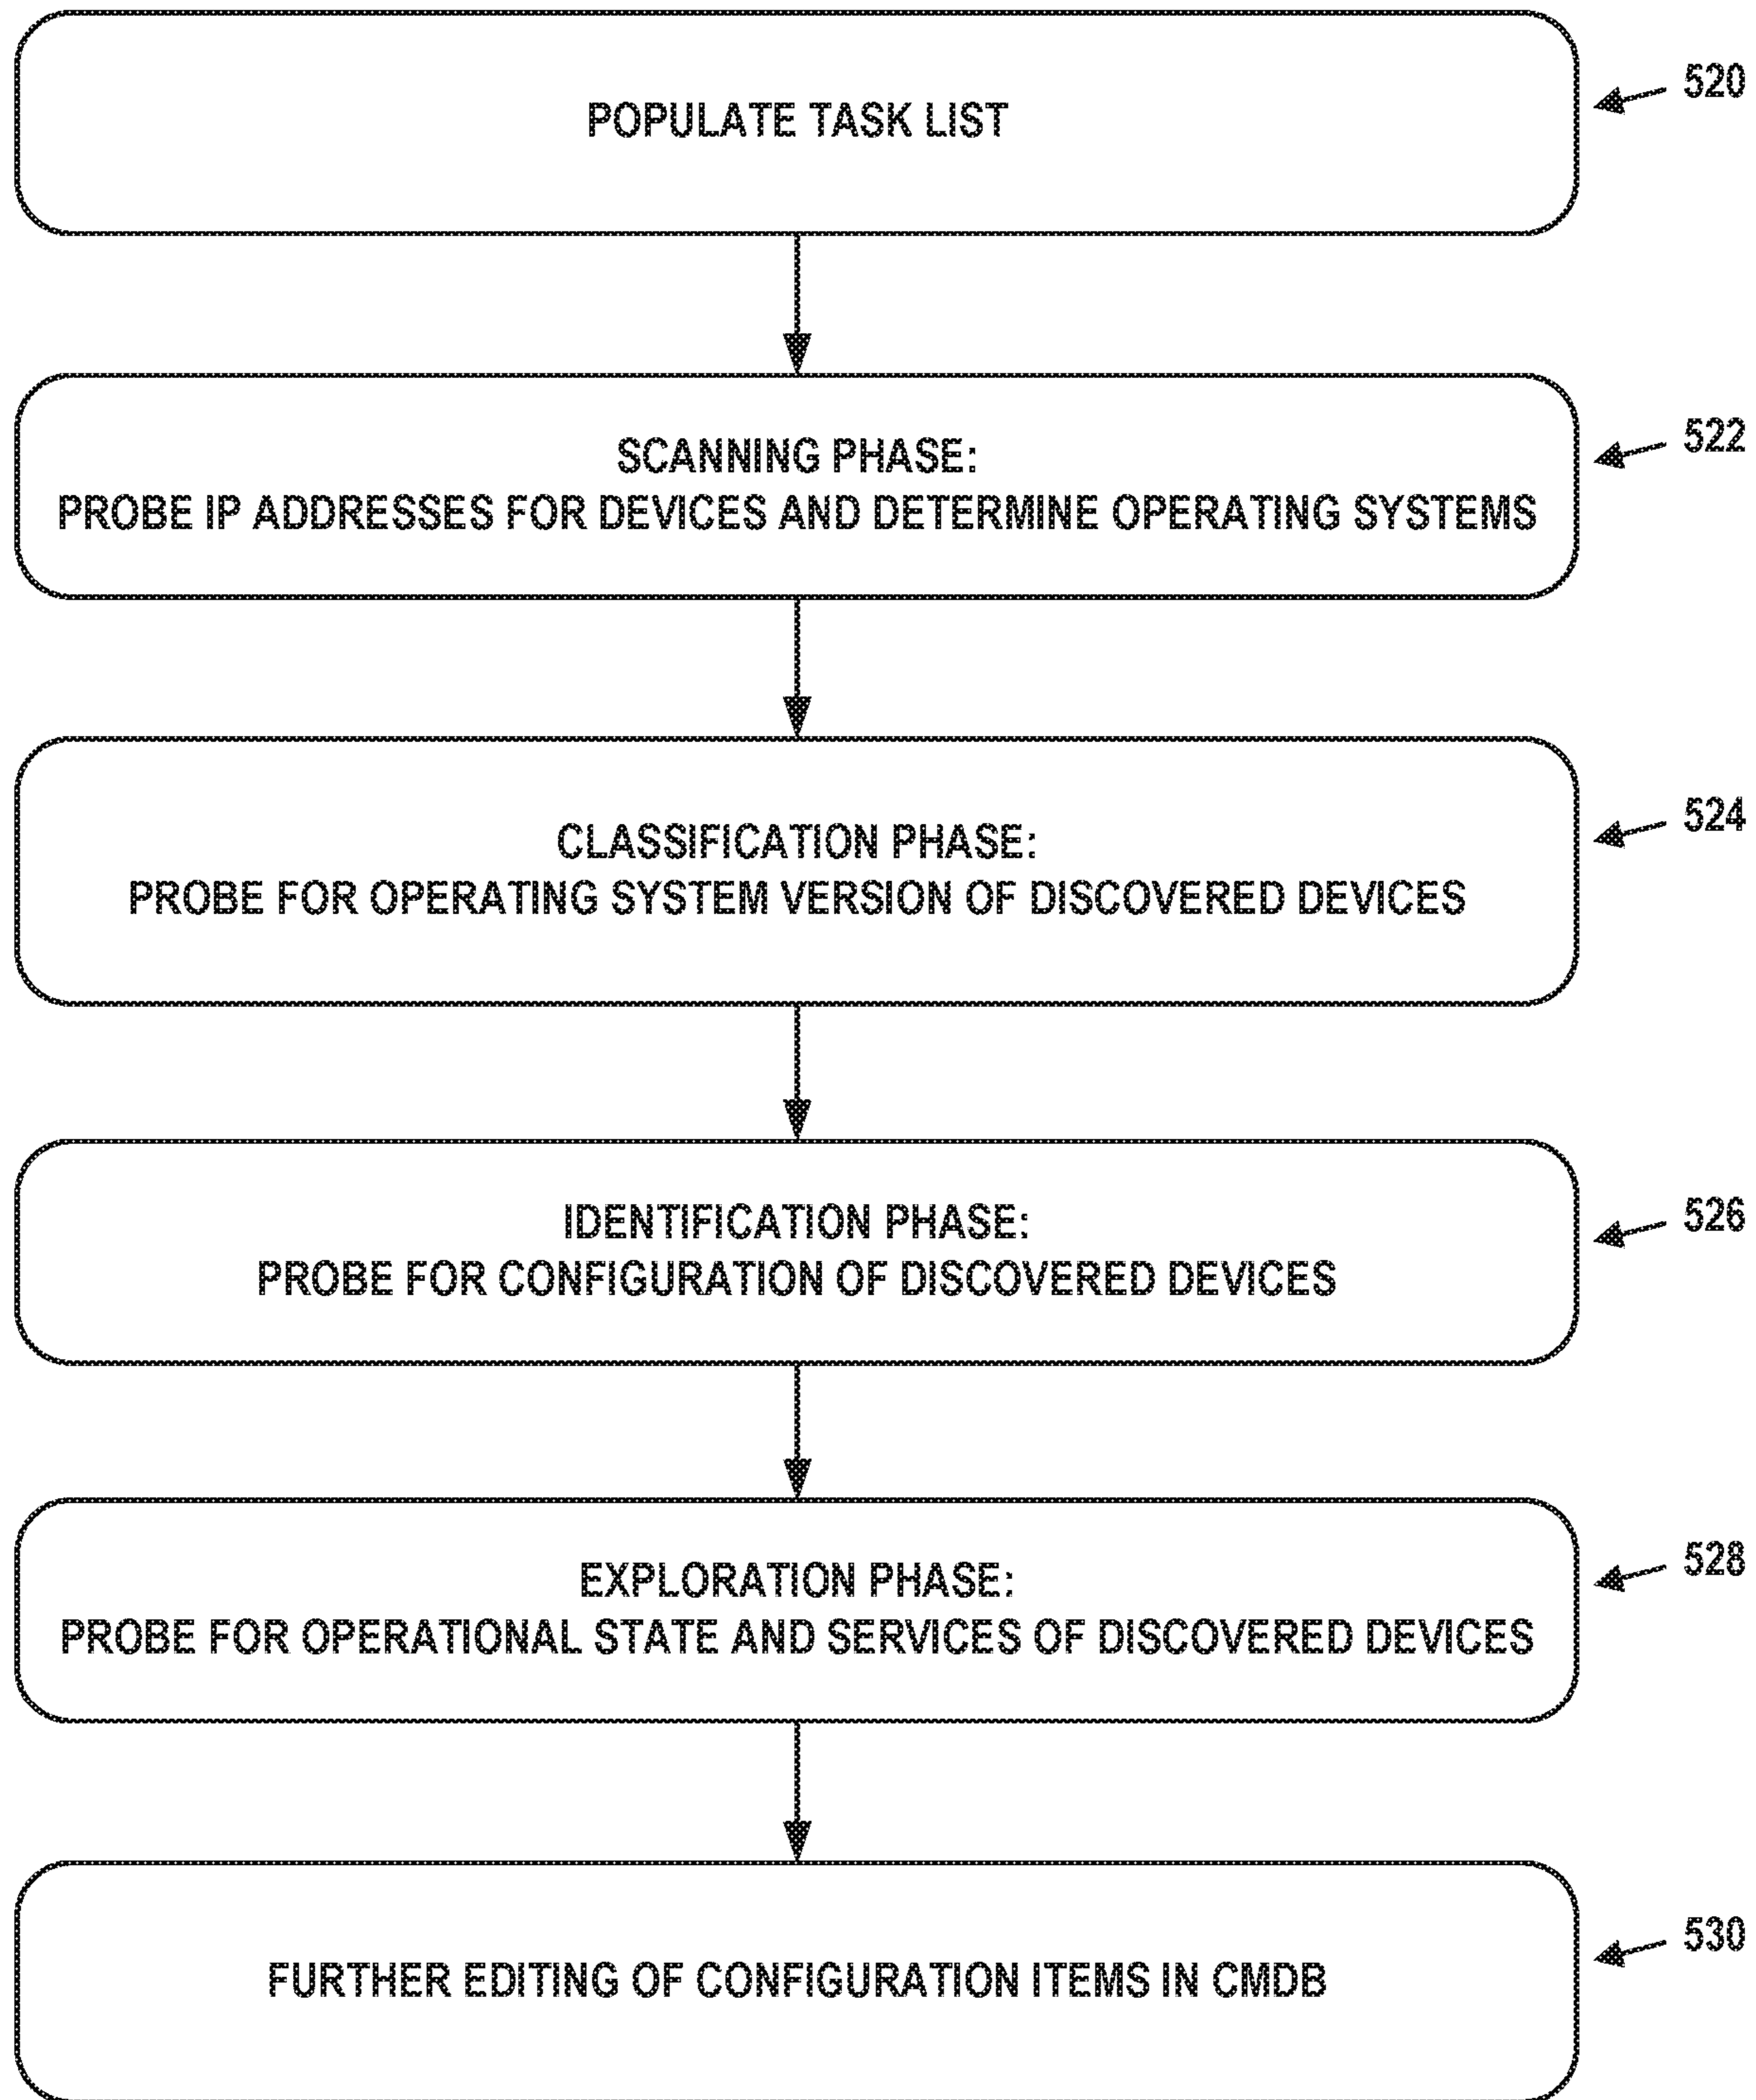 POPULATE TASK LIST
520
SCANNING PHASE:
PROBE IP ADDRESSES FOR DEVICES AND DETERMINE OPERATING SYSTEMS
522
CLASSIFICATION PHASE:
PROBE FOR OPERATING SYSTEM VERSION OF DISCOVERED DEVICES
524
IDENTIFICATION PHASE:
PROBE FOR CONFIGURATION OF DISCOVERED DEVICES
526
EXPLORATION PHASE:
PROBE FOR OPERATIONAL STATE AND SERVICES OF DISCOVERED DEVICES
528
FURTHER EDITING OF CONFIGURATION ITEMS IN CMDB
530